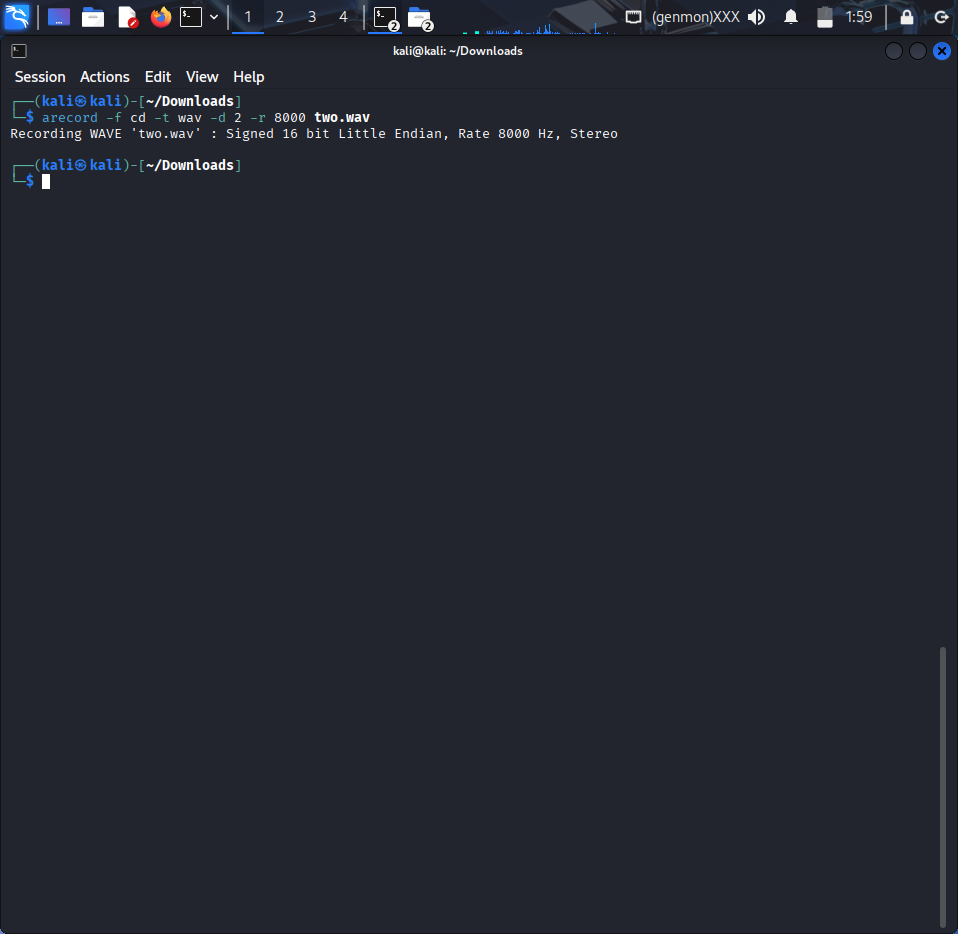 1 2 3 4 2 2 (genmon)XXX 1:59
kali@kali: ~/Downloads
Session Actions Edit View Help
┌──(kali㉿kali)-[~/Downloads]
└─$ arecord -f cd -t wav -d 2 -r 8000 two.wav
Recording WAVE 'two.wav' : Signed 16 bit Little Endian, Rate 8000 Hz, Stereo
┌──(kali㉿kali)-[~/Downloads]
└─$